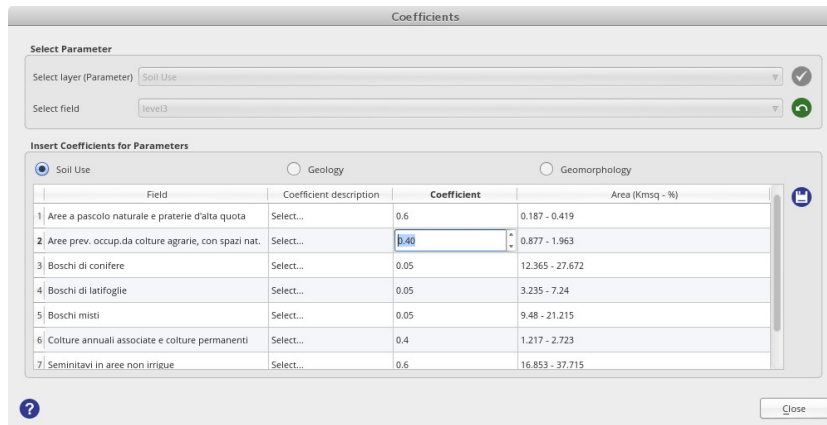 Coefficients
Select Parameter
Select layer (Parameter) Soil Use
Select field level3
Insert Coefficients for Parameters
Soil Use Geology Geomorphology
Field Coefficient description Coefficient Area (Kmsq - %)
1 Aree a pascolo naturale e praterie d'alta quota Select... 0.6 0.187 - 0.419
2 Aree prev. occup.da colture agrarie, con spazi nat. Select... 0.40 0.877 - 1.963
3 Boschi di conifere Select... 0.05 12.365 - 27.672
4 Boschi di latifoglie Select... 0.05 3.235 - 7.24
5 Boschi misti Select... 0.05 9.48 - 21.215
6 Colture annuali associate e colture permanenti Select... 0.4 1.217 - 2.723
7 Seminitavi in aree non irrigue Select... 0.6 16.853 - 37.715
? Close